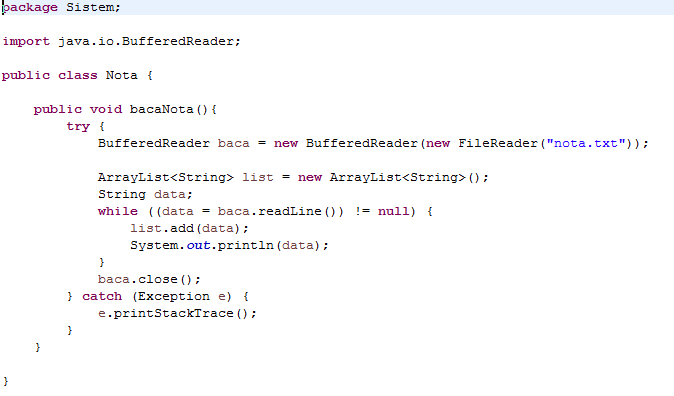 package Sistem;
import java.io.BufferedReader;
public class Nota {
public void bacaNota(){
try {
BufferedReader baca = new BufferedReader(new FileReader("nota.txt"));
ArrayList<String> list = new ArrayList<String>();
String data;
while ((data = baca.readLine()) != null) {
list.add(data);
System.out.println(data);
}
baca.close();
} catch (Exception e) {
e.printStackTrace();
}
}
}